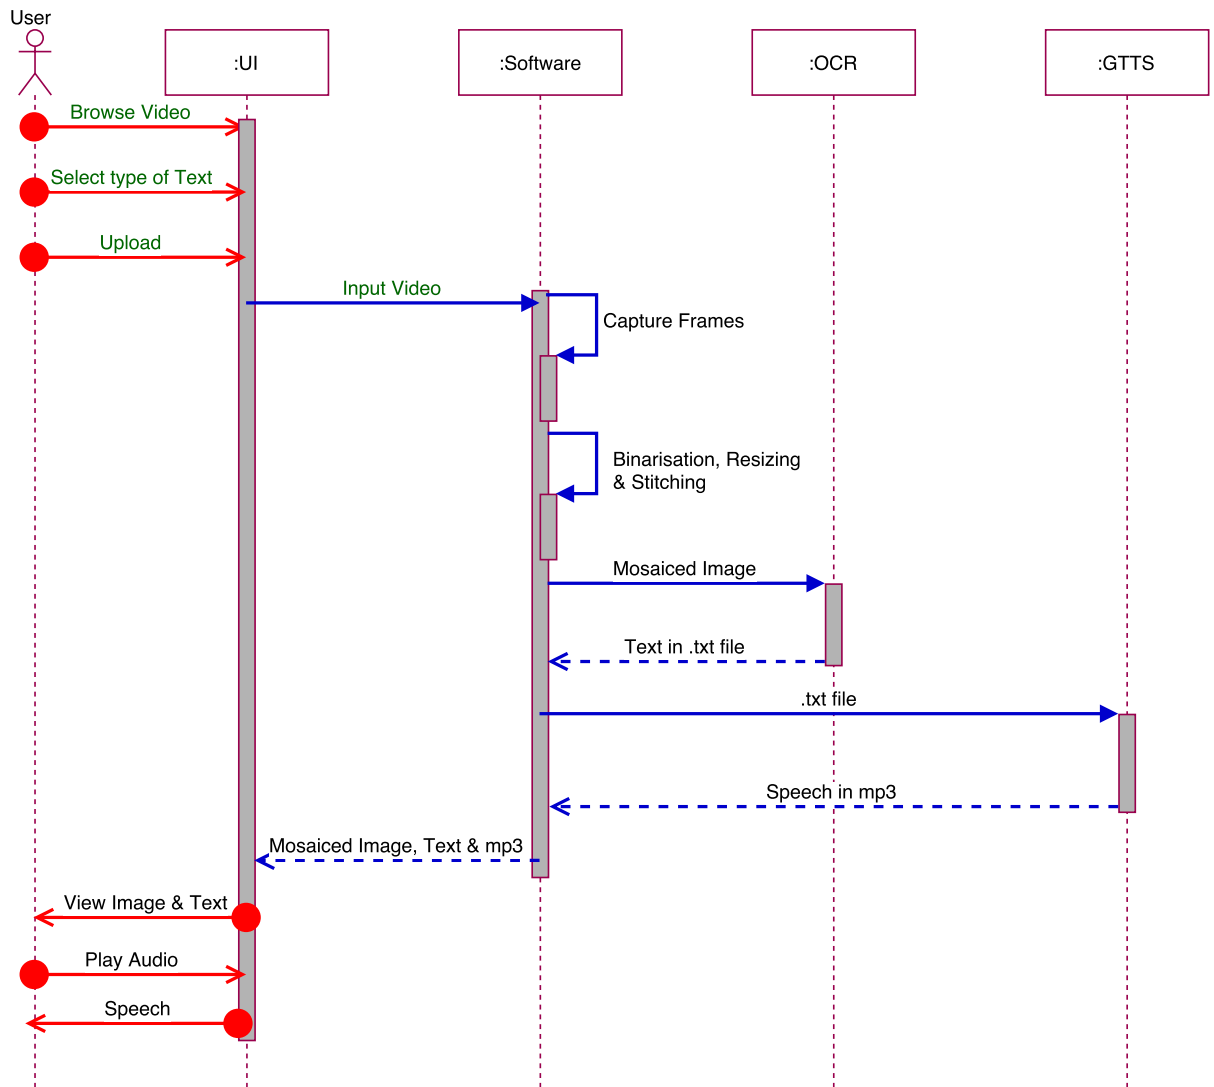 User
:UI
:Software
:OCR
:GTTS
Browse Video
Select type of Text
Upload
Input Video
Capture Frames
Binarisation, Resizing
& Stitching
Mosaiced Image
Text in .txt file
.txt file
Speech in mp3
Mosaiced Image, Text & mp3
View Image & Text
Play Audio
Speech